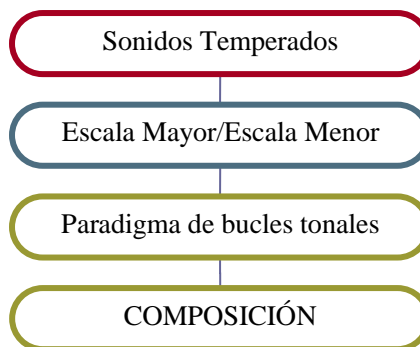 Sonidos Temperados
Escala Mayor/Escala Menor
Paradigma de bucles tonales
COMPOSICIÓN